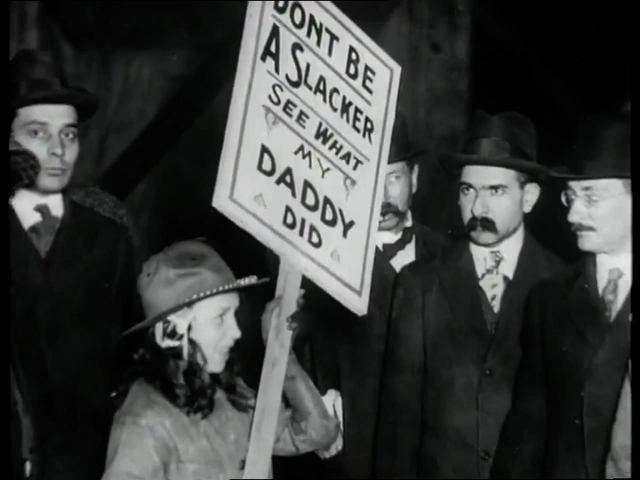 DONT BE
A SLACKER
SEE WHAT
MY
DADDY
DID